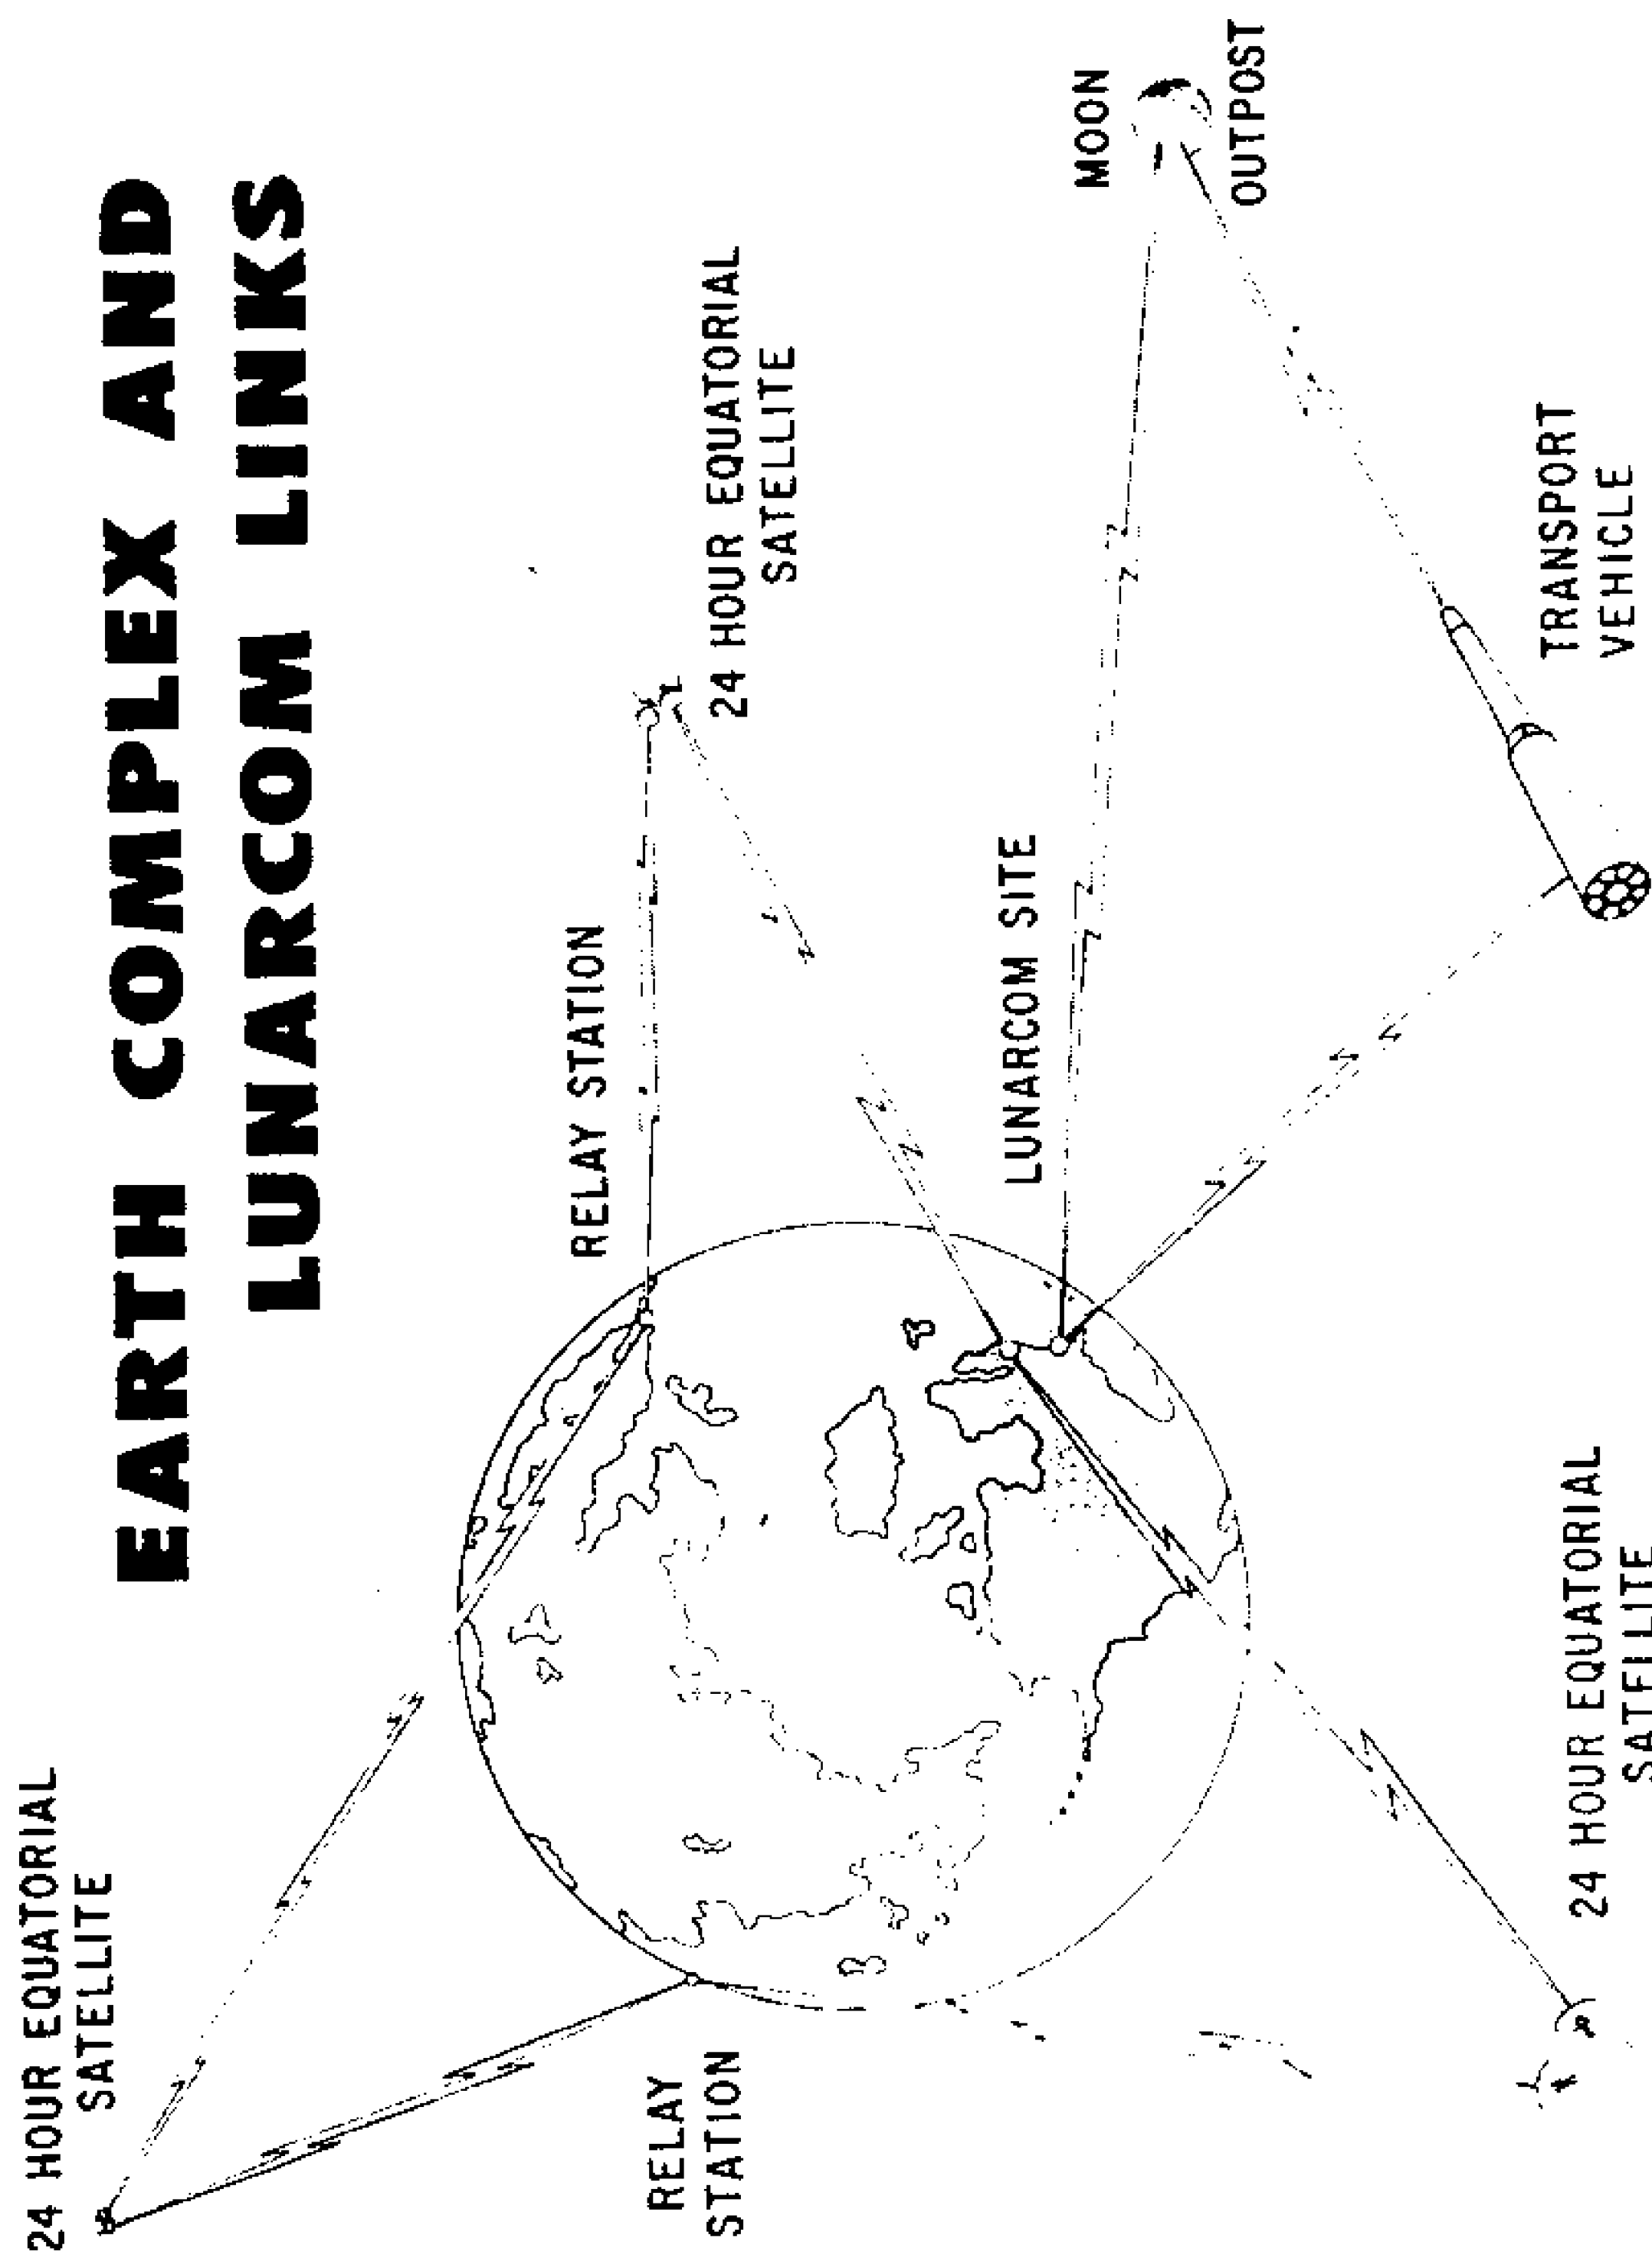 EARTH COMPLEX AND
LUNARCOM LINKS
24 HOUR EQUATORIAL
SATELLITE
RELAY STATION
24 HOUR EQUATORIAL
SATELLITE
LUNARCOM SITE
MOON
OUTPOST
RELAY
STATION
24 HOUR EQUATORIAL
SATELLITE
TRANSPORT
VEHICLE